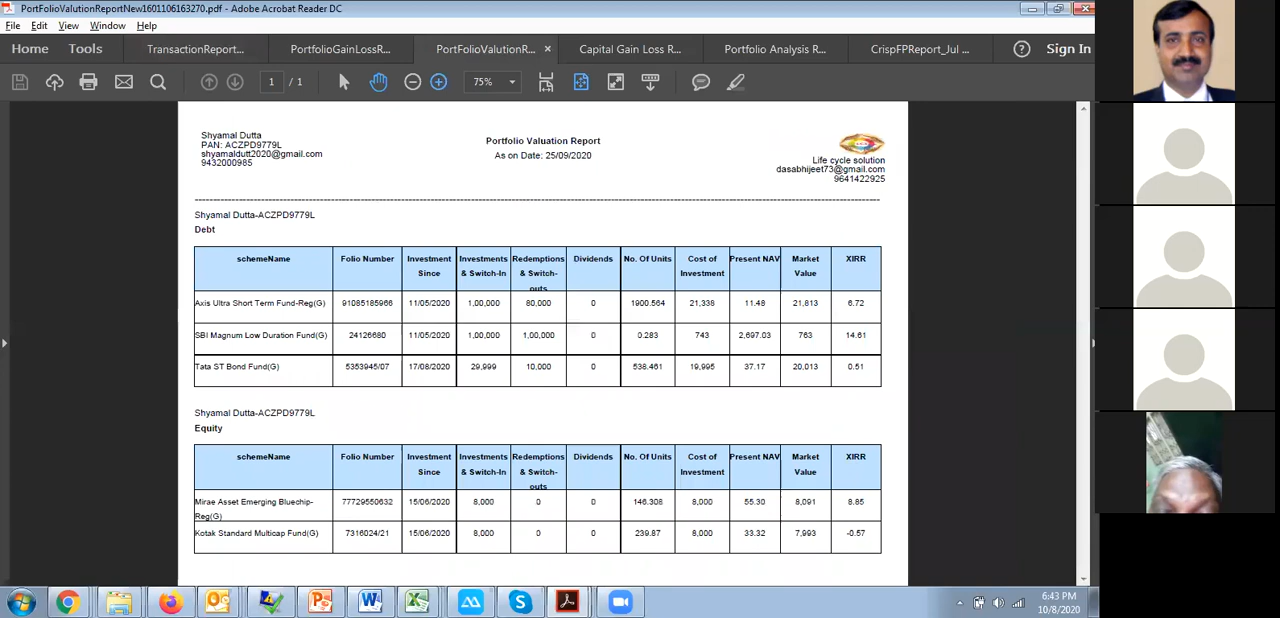 PortFolioValutionReportNew1601106163270.pdf - Adobe Acrobat Reader DC
File Edit View Window Help
Home Tools TransactionReport... PortfolioGainLossR... PortFolioValutionR... × Capital Gain Loss R... Portfolio Analysis R... CrispFPReport_Jul ... Sign In
1 / 1 75%
Shyamal Dutta
PAN: ACZPD9779L
shyamaldutt2020@gmail.com
9432000985
Portfolio Valuation Report
As on Date: 25/09/2020
Life cycle solution
dasabhijeet73@gmail.com
9641422925
Shyamal Dutta-ACZPD9779L
Debt
schemeName Folio Number Investment Since Investments & Switch-In Redemptions & Switch-outs Dividends No. Of Units Cost of Investment Present NAV Market Value XIRR
Axis Ultra Short Term Fund-Reg(G) 91085185966 11/05/2020 1,00,000 80,000 0 1900.564 21,338 11.48 21,813 6.72
SBI Magnum Low Duration Fund(G) 24126680 11/05/2020 1,00,000 1,00,000 0 0.283 743 2,697.03 763 14.61
Tata ST Bond Fund(G) 5353945/07 17/08/2020 29,999 10,000 0 538.461 19,995 37.17 20,013 0.51
Shyamal Dutta-ACZPD9779L
Equity
schemeName Folio Number Investment Since Investments & Switch-In Redemptions & Switch-outs Dividends No. Of Units Cost of Investment Present NAV Market Value XIRR
Mirae Asset Emerging Bluechip-Reg(G) 77729550632 15/06/2020 8,000 0 0 146.308 8,000 55.30 8,091 8.85
Kotak Standard Multicap Fund(G) 7316024/21 15/06/2020 8,000 0 0 239.87 8,000 33.32 7,993 -0.57
6:43 PM
10/8/2020